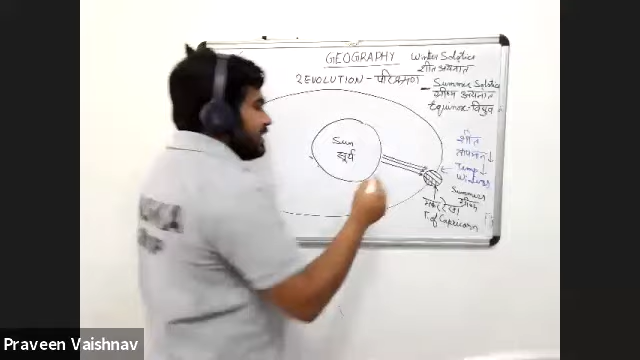 GEOGRAPHY
REVOLUTION - परिक्रमण
Winter Solstice
शीत अयनांत
Summer Solstice
ग्रीष्म अयनांत
Equinox - विषुव
Sun
सूर्य
शीत
तापमान ↓
Temp ↓
Winters
Summers
ग्रीष्म
मकर रेखा
T of Capricorn
Praveen Vaishnav